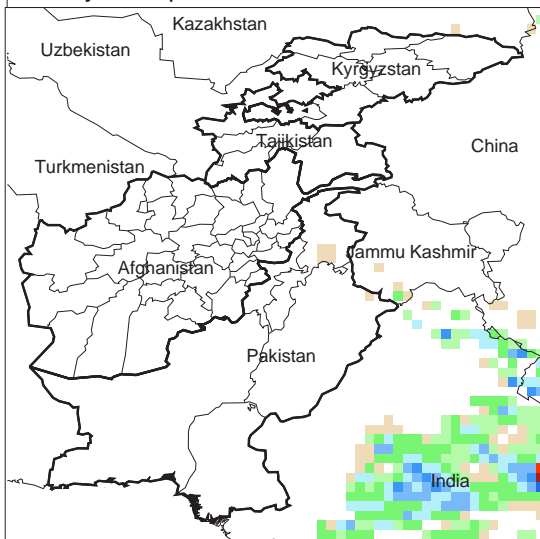 Kazakhstan
Uzbekistan
Kyrgyzstan
Tajikistan
China
Turkmenistan
Jammu Kashmir
Afghanistan
Pakistan
India